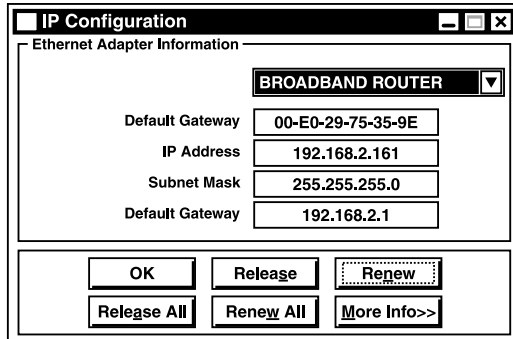 IP Configuration
Ethernet Adapter Information
BROADBAND ROUTER
Default Gateway 00-E0-29-75-35-9E
IP Address 192.168.2.161
Subnet Mask 255.255.255.0
Default Gateway 192.168.2.1
OK Release Renew
Release All Renew All More Info>>